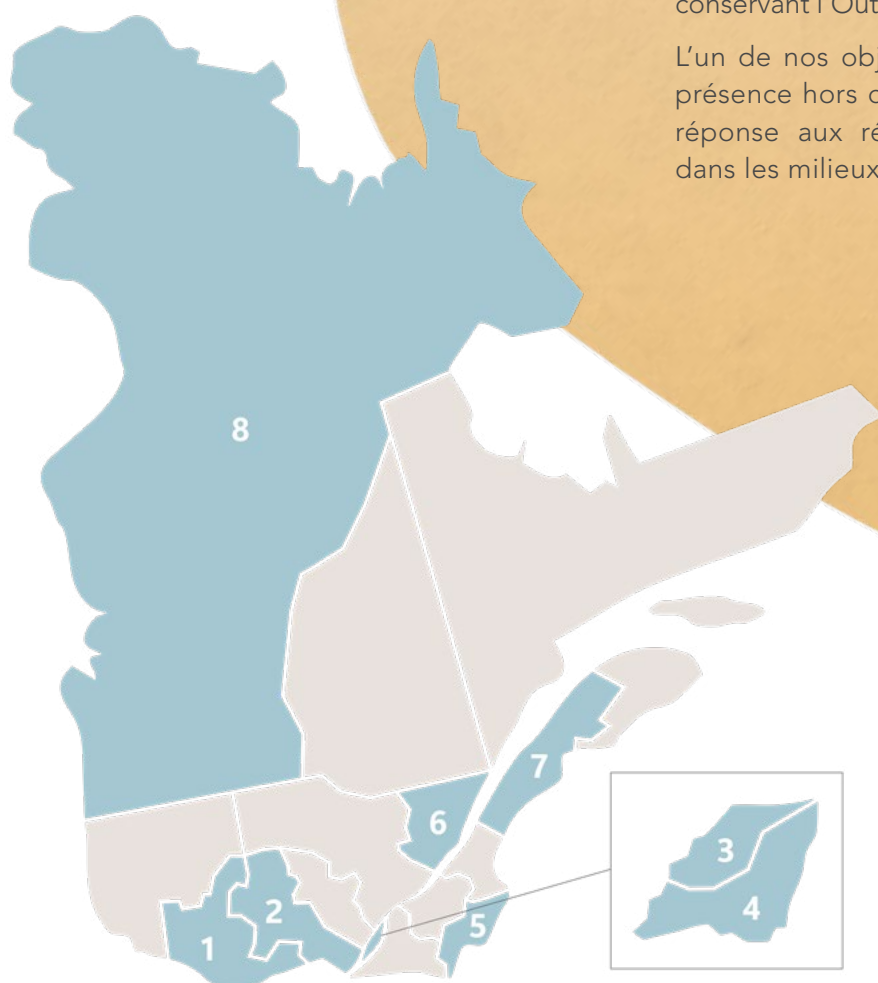 conservant l'Out
L'un de nos obj
présence hors
réponse aux ré
dans les milieux
8
7
6
3
4
2
5
1